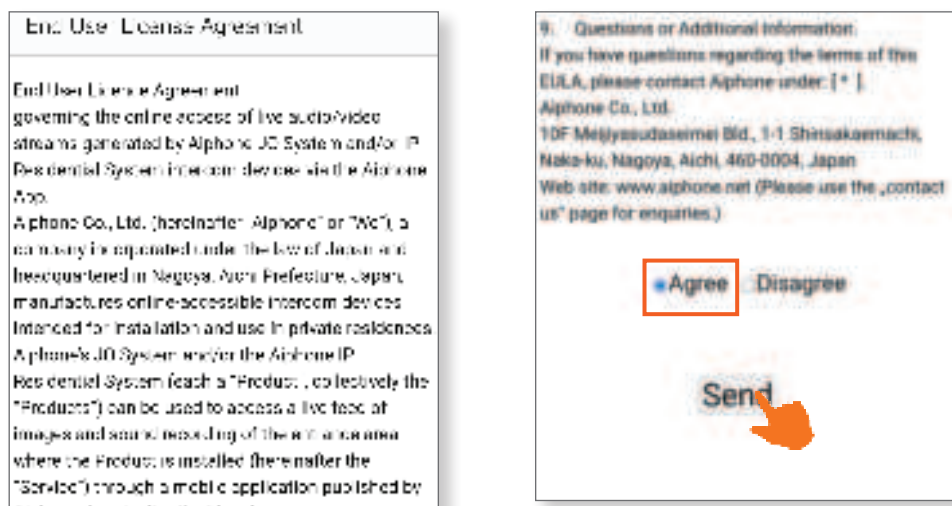 End User License Agreement
End User Licence Agreement
governing the online access of live audio/video
streams generated by Aiphone JO System and/or IP
Residential System intercom devices via the Aiphone
App.
Aiphone Co., Ltd. (hereinafter "Aiphone" or "We"), a
company incorporated under the law of Japan and
headquartered in Nagoya, Aichi Prefecture, Japan,
manufactures online-accessible intercom devices
intended for installation and use in private residences.
Aiphone's JO System and/or the Aiphone IP
Residential System (each a "Product", collectively the
"Products") can be used to access a live feed of
images and sound recording of the entrance area
where the Product is installed (hereinafter the
"Service") through a mobile application published by
9. Questions or Additional Information.
If you have questions regarding the terms of this
EULA, please contact Aiphone under: [ * ].
Aiphone Co., Ltd.
10F Meijiyasudaseimei Bld., 1-1 Shinsakaemachi,
Naka-ku, Nagoya, Aichi, 460-0004, Japan
Web site: www.aiphone.net (Please use the „contact
us" page for enquiries.)
Agree Disagree
Send